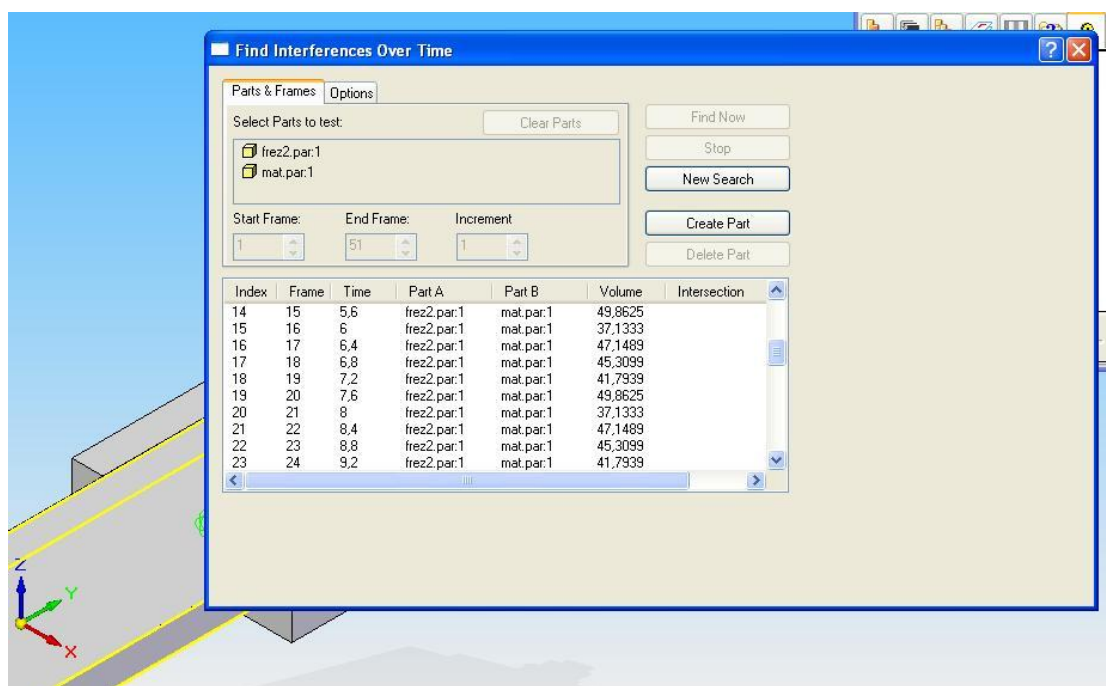 Find Interferences Over Time
Parts & Frames Options
Select Parts to test: Clear Parts Find Now
frez2.par:1 Stop
mat.par:1 New Search
Start Frame: End Frame: Increment Create Part
1 51 1 Delete Part
Index Frame Time Part A Part B Volume Intersection
14 15 5,6 frez2.par:1 mat.par:1 49,8625
15 16 6 frez2.par:1 mat.par:1 37,1333
16 17 6,4 frez2.par:1 mat.par:1 47,1489
17 18 6,8 frez2.par:1 mat.par:1 45,3099
18 19 7,2 frez2.par:1 mat.par:1 41,7939
19 20 7,6 frez2.par:1 mat.par:1 49,8625
20 21 8 frez2.par:1 mat.par:1 37,1333
21 22 8,4 frez2.par:1 mat.par:1 47,1489
22 23 8,8 frez2.par:1 mat.par:1 45,3099
23 24 9,2 frez2.par:1 mat.par:1 41,7939
Z
Y
X